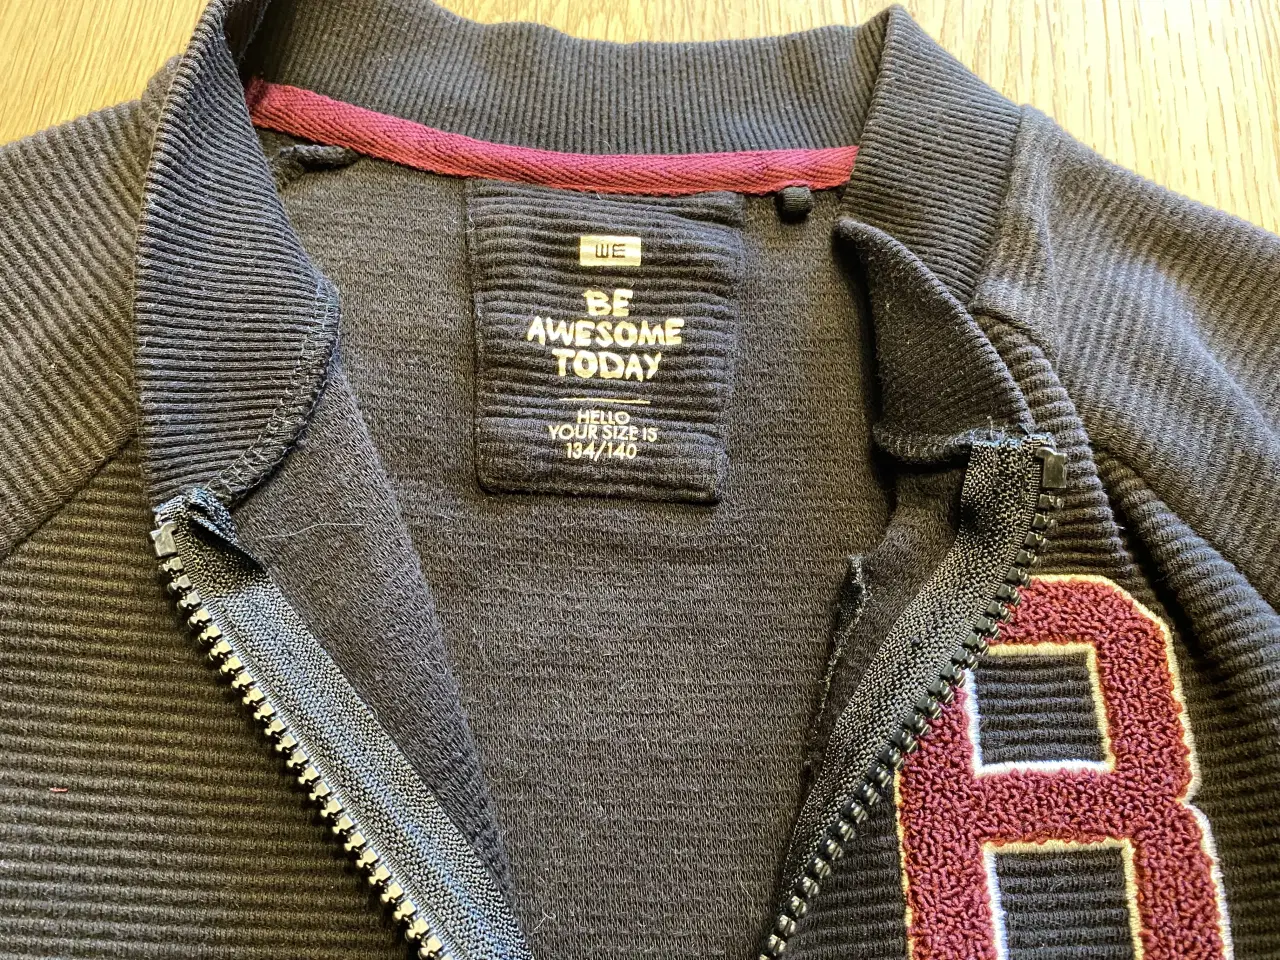 WE
BE
AWESOME
TODAY
HELLO
YOUR SIZE IS
134/140
R